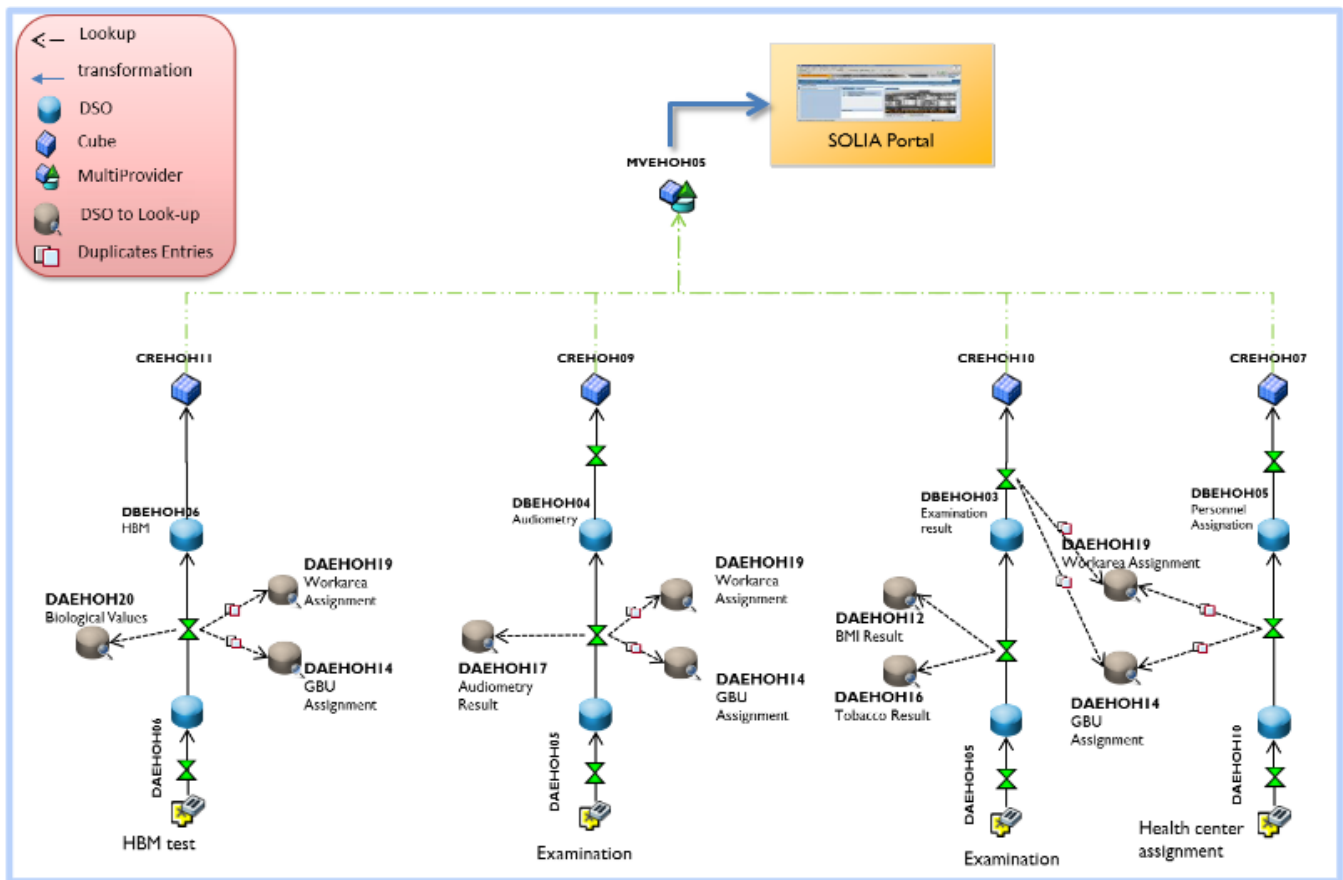 Lookup
transformation
DSO
Cube
MultiProvider
DSO to Look-up
Duplicates Entries
SOLIA Portal
MVEHOH05
CREHOH11
CREHOH09
CREHOH10
CREHOH07
DBEHOH06
HBM
DBEHOH04
Audiometry
DBEHOH03
Examination
result
DBEHOH05
Personnel
Assignation
DAEHOH20
Biological Values
DAEHOH19
Workarea
Assignment
DAEHOH14
GBU
Assignment
DAEHOH17
Audiometry
Result
DAEHOH19
Workarea
Assignment
DAEHOH14
GBU
Assignment
DAEHOH12
BMI Result
DAEHOH16
Tobacco Result
DAEHOH19
Workarea Assignment
DAEHOH14
GBU
Assignment
DAEHOH06
DAEHOH05
DAEHOH05
DAEHOH10
HBM test
Examination
Examination
Health center
assignment